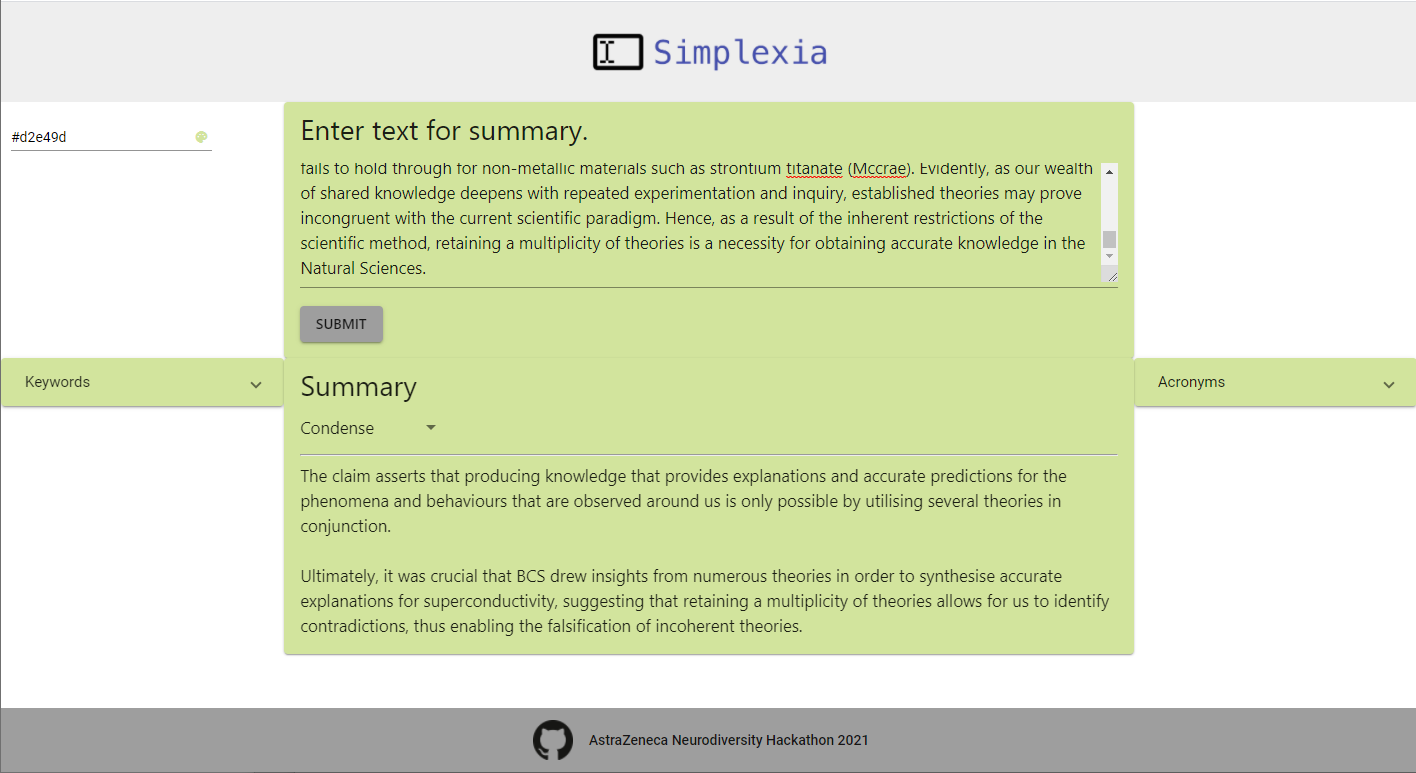 Simplexia
#d2e49d
Enter text for summary.
fails to hold through for non-metallic materials such as strontium titanate (Mccrae). Evidently, as our wealth
of shared knowledge deepens with repeated experimentation and inquiry, established theories may prove
incongruent with the current scientific paradigm. Hence, as a result of the inherent restrictions of the
scientific method, retaining a multiplicity of theories is a necessity for obtaining accurate knowledge in the
Natural Sciences.
SUBMIT
Keywords
Summary
Acronyms
Condense
The claim asserts that producing knowledge that provides explanations and accurate predictions for the
phenomena and behaviours that are observed around us is only possible by utilising several theories in
conjunction.
Ultimately, it was crucial that BCS drew insights from numerous theories in order to synthesise accurate
explanations for superconductivity, suggesting that retaining a multiplicity of theories allows for us to identify
contradictions, thus enabling the falsification of incoherent theories.
AstraZeneca Neurodiversity Hackathon 2021